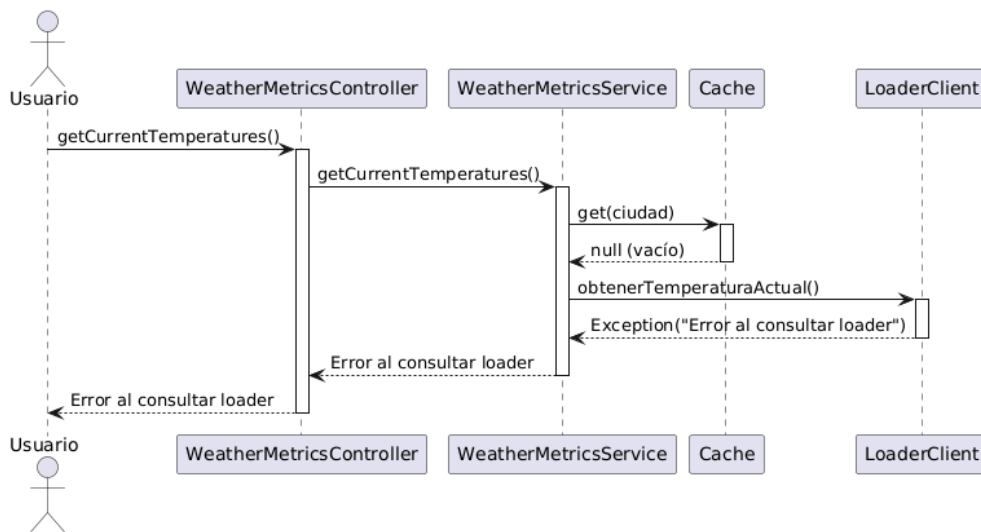 Usuario
WeatherMetricsController
WeatherMetricsService
Cache
LoaderClient
getCurrentTemperatures()
getCurrentTemperatures()
get(ciudad)
null (vacío)
obtenerTemperaturaActual()
Exception("Error al consultar loader")
Error al consultar loader
Error al consultar loader
Usuario
WeatherMetricsController
WeatherMetricsService
Cache
LoaderClient